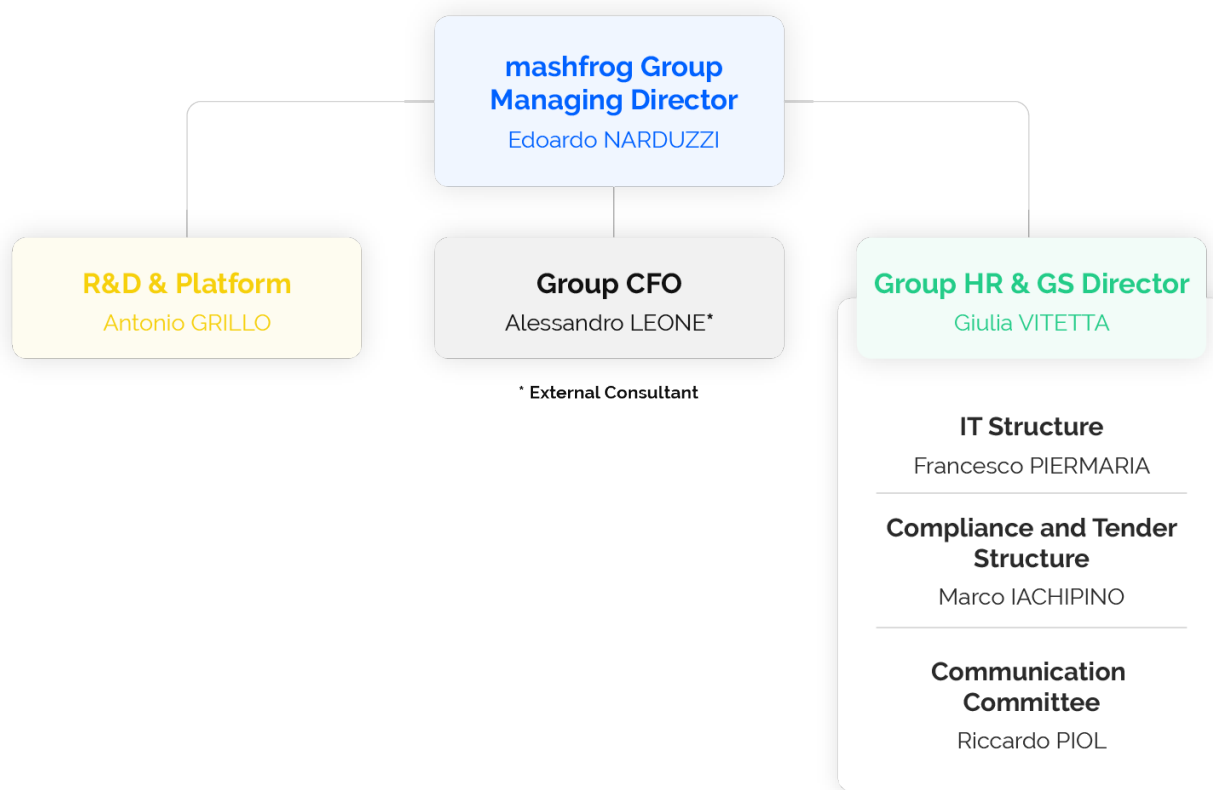 mashfrog Group
Managing Director
Edoardo NARDUZZI
R&D & Platform
Antonio GRILLO
Group CFO
Alessandro LEONE*
* External Consultant
Group HR & GS Director
Giulia VITETTA
IT Structure
Francesco PIERMARIA
Compliance and Tender
Structure
Marco IACHIPINO
Communication
Committee
Riccardo PIOL